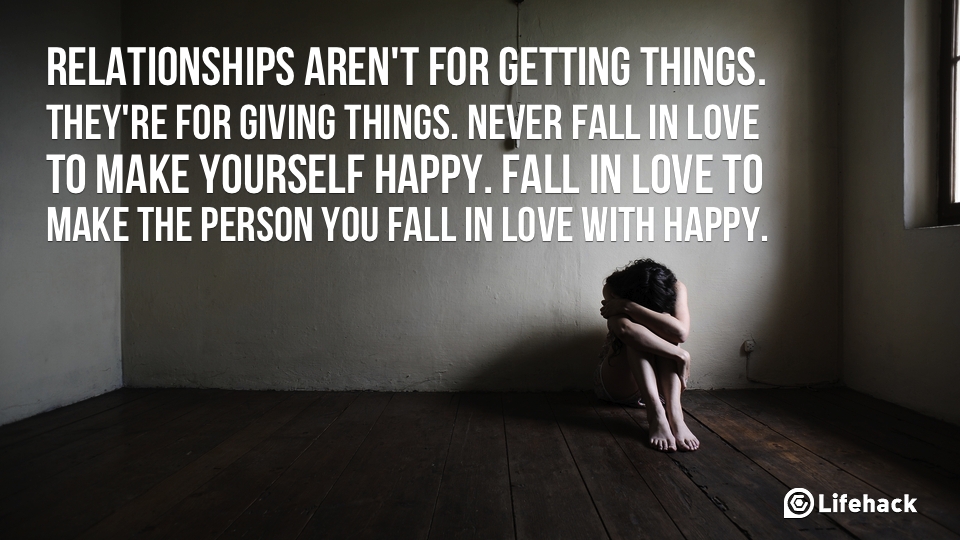 RELATIONSHIPS AREN'T FOR GETTING THINGS.
THEY'RE FOR GIVING THINGS. NEVER FALL IN LOVE
TO MAKE YOURSELF HAPPY. FALL IN LOVE TO
MAKE THE PERSON YOU FALL IN LOVE WITH HAPPY.
Lifehack